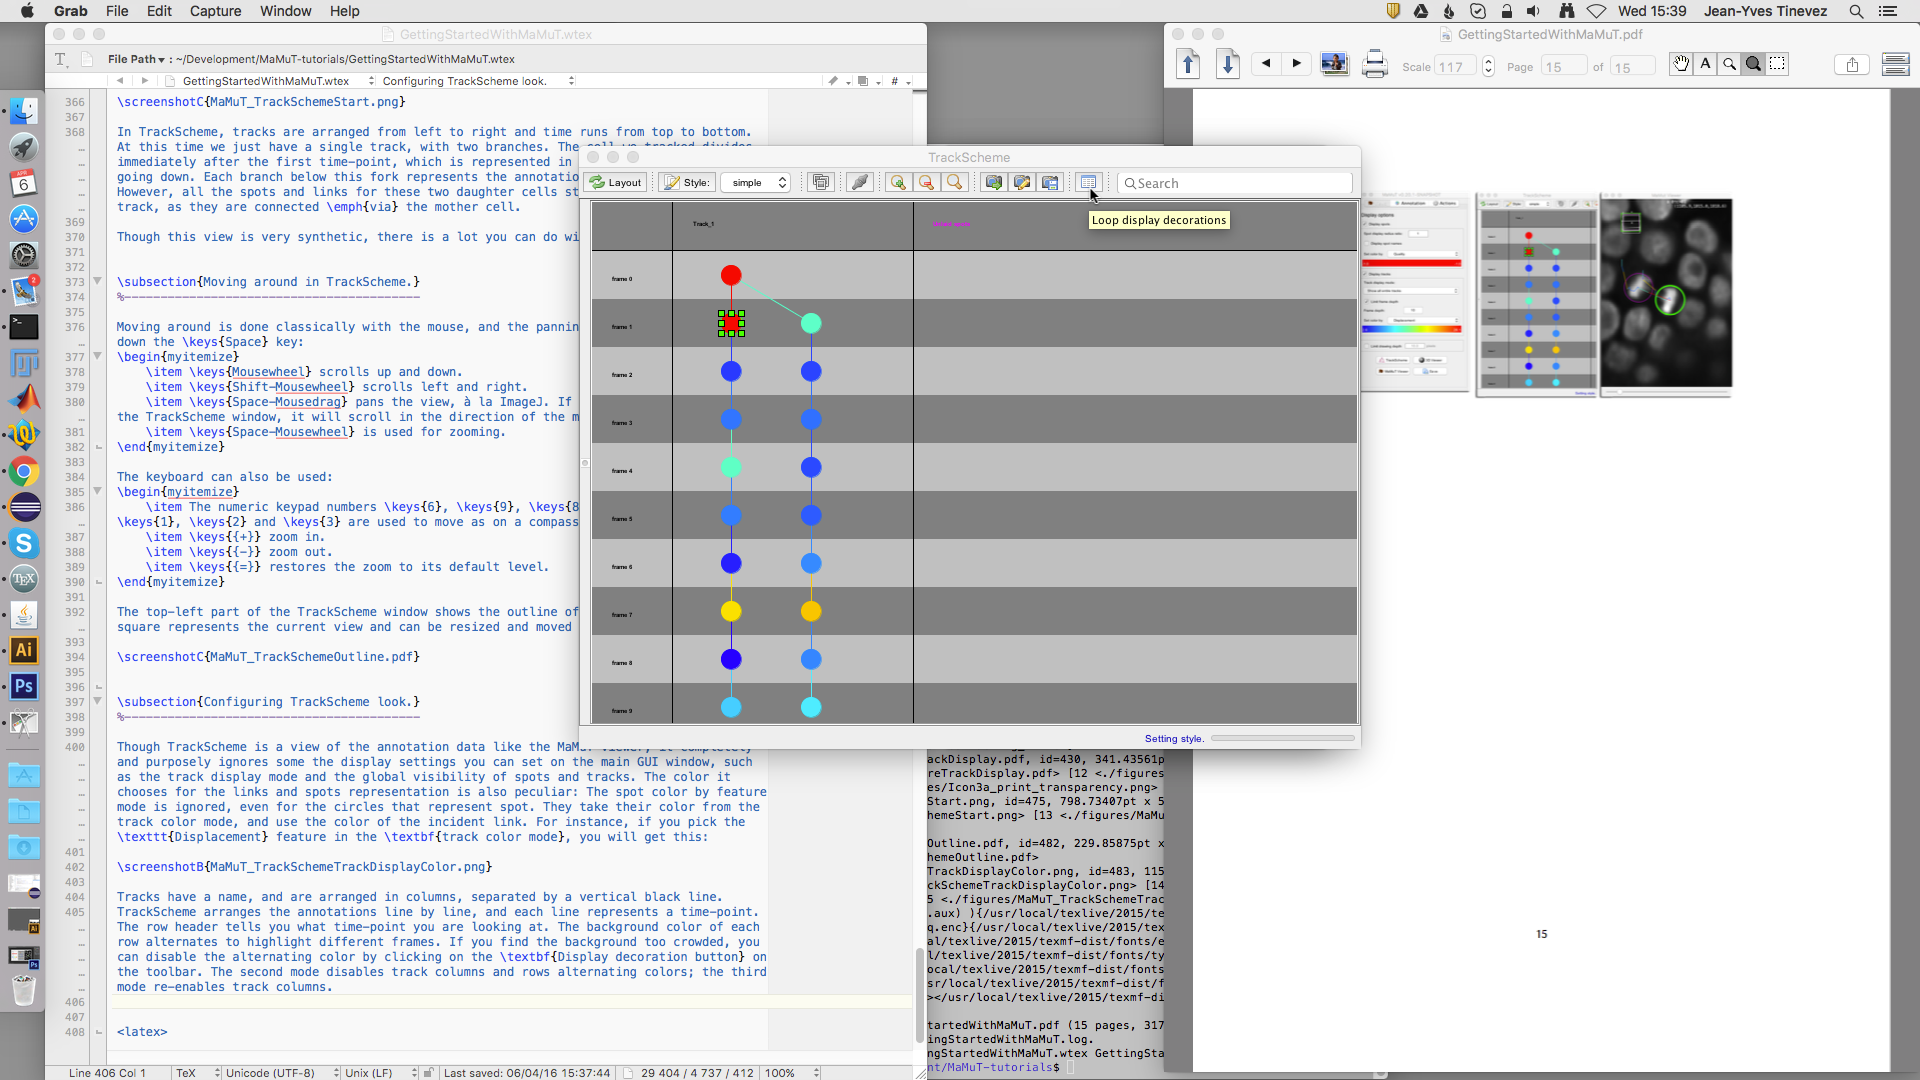 Grab File Edit Capture Window Help
Wed 15:39 Jean-Yves Tinevez
GettingStartedWithMaMuT.wtex
File Path ▾ : ~/Development/MaMuT-tutorials/GettingStartedWithMaMuT.wtex
GettingStartedWithMaMuT.wtex Configuring TrackScheme look.
366 \screenshotC{MaMuT_TrackSchemeStart.png}
367
368 In TrackScheme, tracks are arranged from left to right and time runs from top to bottom.
At this time we just have a single track, with two branches. The cell we tracked divides
immediately after the first time-point, which is represented in
going down. Each branch below this fork represents the annotatio
However, all the spots and links for these two daughter cells st
track, as they are connected \emph{via} the mother cell.
369
370 Though this view is very synthetic, there is a lot you can do wi
371
372
373 \subsection{Moving around in TrackScheme.}
374 %-----------------------------------------
375
376 Moving around is done classically with the mouse, and the pannin
down the \keys{Space} key:
377 \begin{myitemize}
378 \item \keys{Mousewheel} scrolls up and down.
379 \item \keys{Shift-Mousewheel} scrolls left and right.
380 \item \keys{Space-Mousedrag} pans the view, à la ImageJ. If
the TrackScheme window, it will scroll in the direction of the m
381 \item \keys{Space-Mousewheel} is used for zooming.
382 \end{myitemize}
383
384 The keyboard can also be used:
385 \begin{myitemize}
386 \item The numeric keypad numbers \keys{6}, \keys{9}, \keys{8
\keys{1}, \keys{2} and \keys{3} are used to move as on a compass
387 \item \keys{{+}} zoom in.
388 \item \keys{{-}} zoom out.
389 \item \keys{{=}} restores the zoom to its default level.
390 \end{myitemize}
391
392 The top-left part of the TrackScheme window shows the outline of
square represents the current view and can be resized and moved
393
394 \screenshotC{MaMuT_TrackSchemeOutline.pdf}
395
396
397 \subsection{Configuring TrackScheme look.}
398 %-----------------------------------------
399
400 Though TrackScheme is a view of the annotation data like the MaMuT viewer, it completely
and purposely ignores some the display settings you can set on the main GUI window, such
as the track display mode and the global visibility of spots and tracks. The color it
chooses for the links and spots representation is also peculiar: The spot color by feature
mode is ignored, even for the circles that represent spot. They take their color from the
track color mode, and use the color of the incident link. For instance, if you pick the
\texttt{Displacement} feature in the \textbf{track color mode}, you will get this:
401
402 \screenshotB{MaMuT_TrackSchemeTrackDisplayColor.png}
403
404 Tracks have a name, and are arranged in columns, separated by a vertical black line.
405 TrackScheme arranges the annotations line by line, and each line represents a time-point.
The row header tells you what time-point you are looking at. The background color of each
row alternates to highlight different frames. If you find the background too crowded, you
can disable the alternating color by clicking on the \textbf{Display decoration button} on
the toolbar. The second mode disables track columns and rows alternating colors; the third
mode re-enables track columns.
406
407
408 <latex>
Line 406 Col 1 TeX Unicode (UTF-8) Unix (LF) Last saved: 06/04/16 15:37:44 29 404 / 4 737 / 412 100%
TrackScheme
Layout Style: simple Search
Loop display decorations
Track_1 Unlaid spots
frame 0
frame 1
frame 2
frame 3
frame 4
frame 5
frame 6
frame 7
frame 8
frame 9
Setting style.
ackDisplay.pdf, id=430, 341.43561p
reTrackDisplay.pdf> [12 <./figures
es/Icon3a_print_transparency.png>
Start.png, id=475, 798.73407pt x 5
hemeStart.png> [13 <./figures/MaMu
Outline.pdf, id=482, 229.85875pt x
hemeOutline.pdf>
TrackDisplayColor.png, id=483, 115
ckSchemeTrackDisplayColor.png> [14
5 <./figures/MaMuT_TrackSchemeTrac
.aux) ){/usr/local/texlive/2015/te
q.enc}{/usr/local/texlive/2015/tex
al/texlive/2015/texmf-dist/fonts/e
l/texlive/2015/texmf-dist/fonts/ty
ocal/texlive/2015/texmf-dist/fonts
sr/local/texlive/2015/texmf-dist/f
></usr/local/texlive/2015/texmf-di
tartedWithMaMuT.pdf (15 pages, 317
ingStartedWithMaMuT.log.
ngStartedWithMaMuT.wtex GettingSta
nt/MaMuT-tutorials$
GettingStartedWithMaMuT.pdf
Scale 117 Page 15 of 15
15